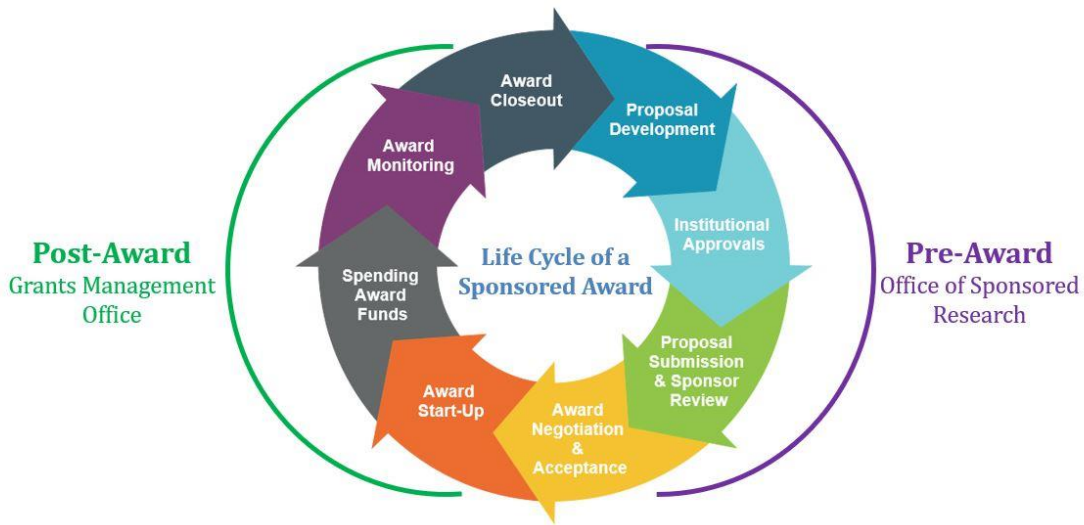 Award
Closeout
Proposal
Development
Institutional
Approvals
Proposal
Submission
& Sponsor
Review
Award
Negotiation
&
Acceptance
Award
Start-Up
Spending
Award
Funds
Award
Monitoring
Life Cycle of a
Sponsored Award
Post-Award
Grants Management
Office
Pre-Award
Office of Sponsored
Research